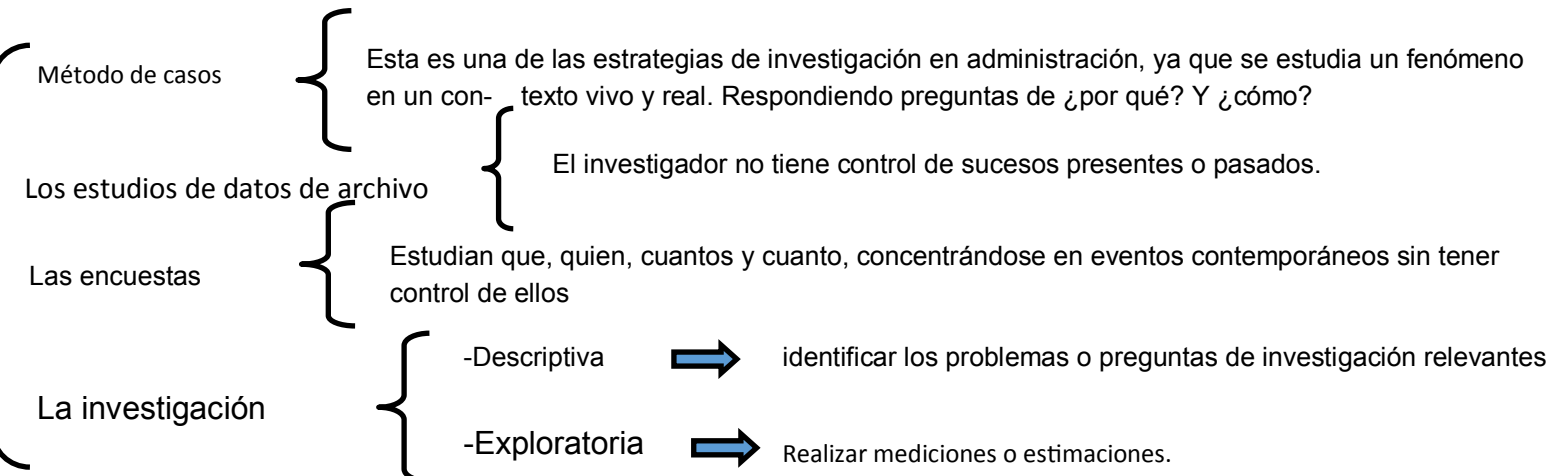 Método de casos
Esta es una de las estrategias de investigación en administración, ya que se estudia un fenómeno
en un con- texto vivo y real. Respondiendo preguntas de ¿por qué? Y ¿cómo?
Los estudios de datos de archivo
El investigador no tiene control de sucesos presentes o pasados.
Las encuestas
Estudian que, quien, cuantos y cuanto, concentrándose en eventos contemporáneos sin tener
control de ellos
La investigación
-Descriptiva
identificar los problemas o preguntas de investigación relevantes
-Exploratoria
Realizar mediciones o estimaciones.